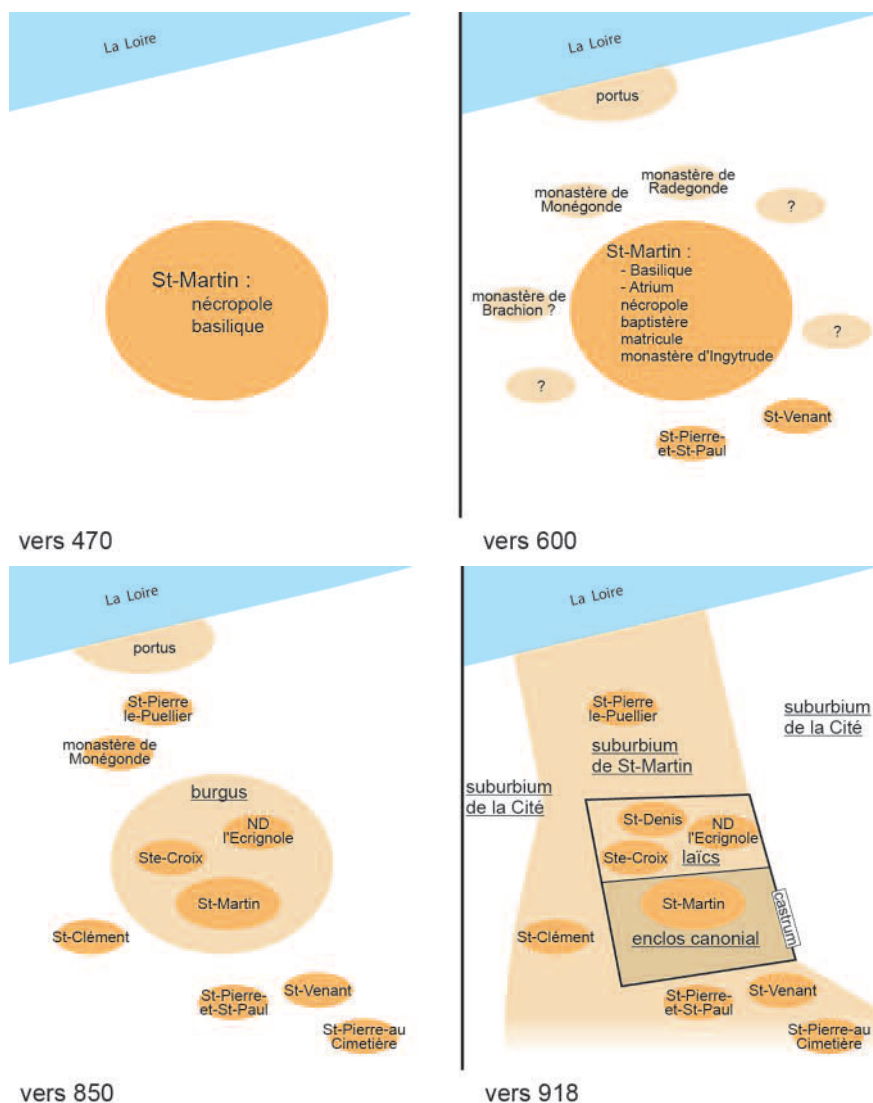 La Loire
St-Martin :
nécropole
basilique
vers 470
La Loire
portus
monastère de
Monégonde
monastère de
Radegonde
?
St-Martin :
- Basilique
- Atrium
nécropole
baptistère
matricule
monastère d'Ingytrude
monastère de
Brachion ?
?
?
St-Venant
St-Pierre-
et-St-Paul
vers 600
La Loire
portus
St-Pierre
le-Puellier
monastère de
Monégonde
burgus
ND
l'Ecrignole
Ste-Croix
St-Martin
St-Clément
St-Pierre-
et-St-Paul
St-Venant
St-Pierre-au
Cimetière
vers 850
La Loire
St-Pierre
le-Puellier
suburbium
de la Cité
suburbium
de St-Martin
suburbium
de la Cité
St-Denis
ND
l'Ecrignole
Ste-Croix
laïcs
St-Martin
castrum
enclos canonial
St-Clément
St-Pierre-
et-St-Paul
St-Venant
St-Pierre-au
Cimetière
vers 918